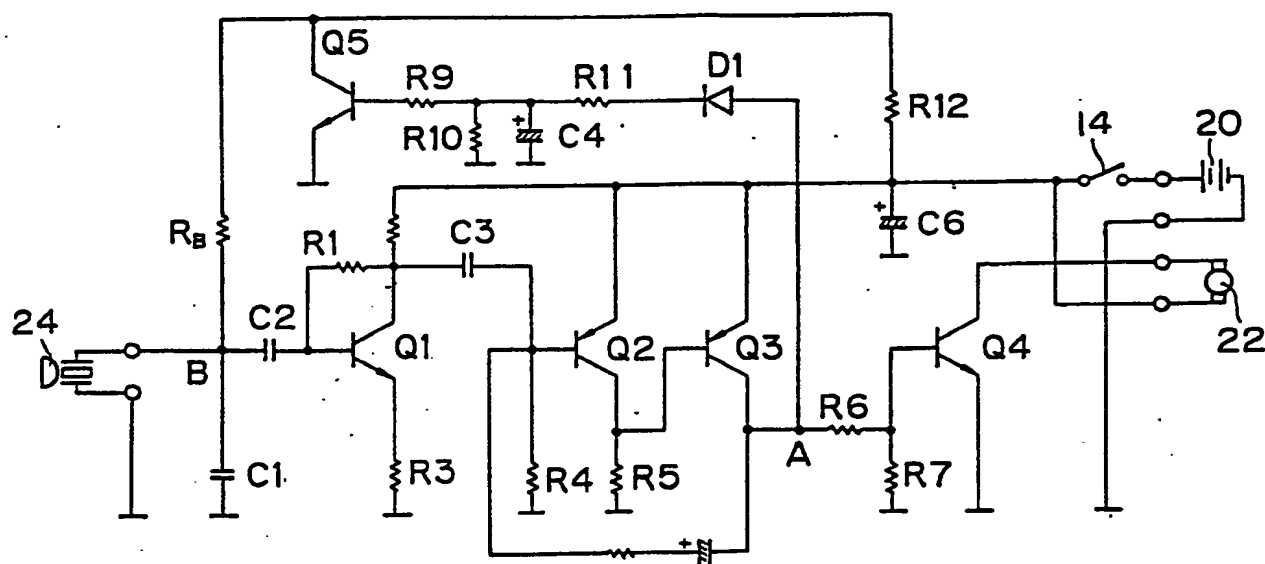 Q5
R9
R11
D1
R10
+
C4
R12
14
20
RB
R1
C3
+
C6
24
C2
B
Q1
Q2
Q3
Q4
22
C1
R3
R4
R5
A
R6
R7
+